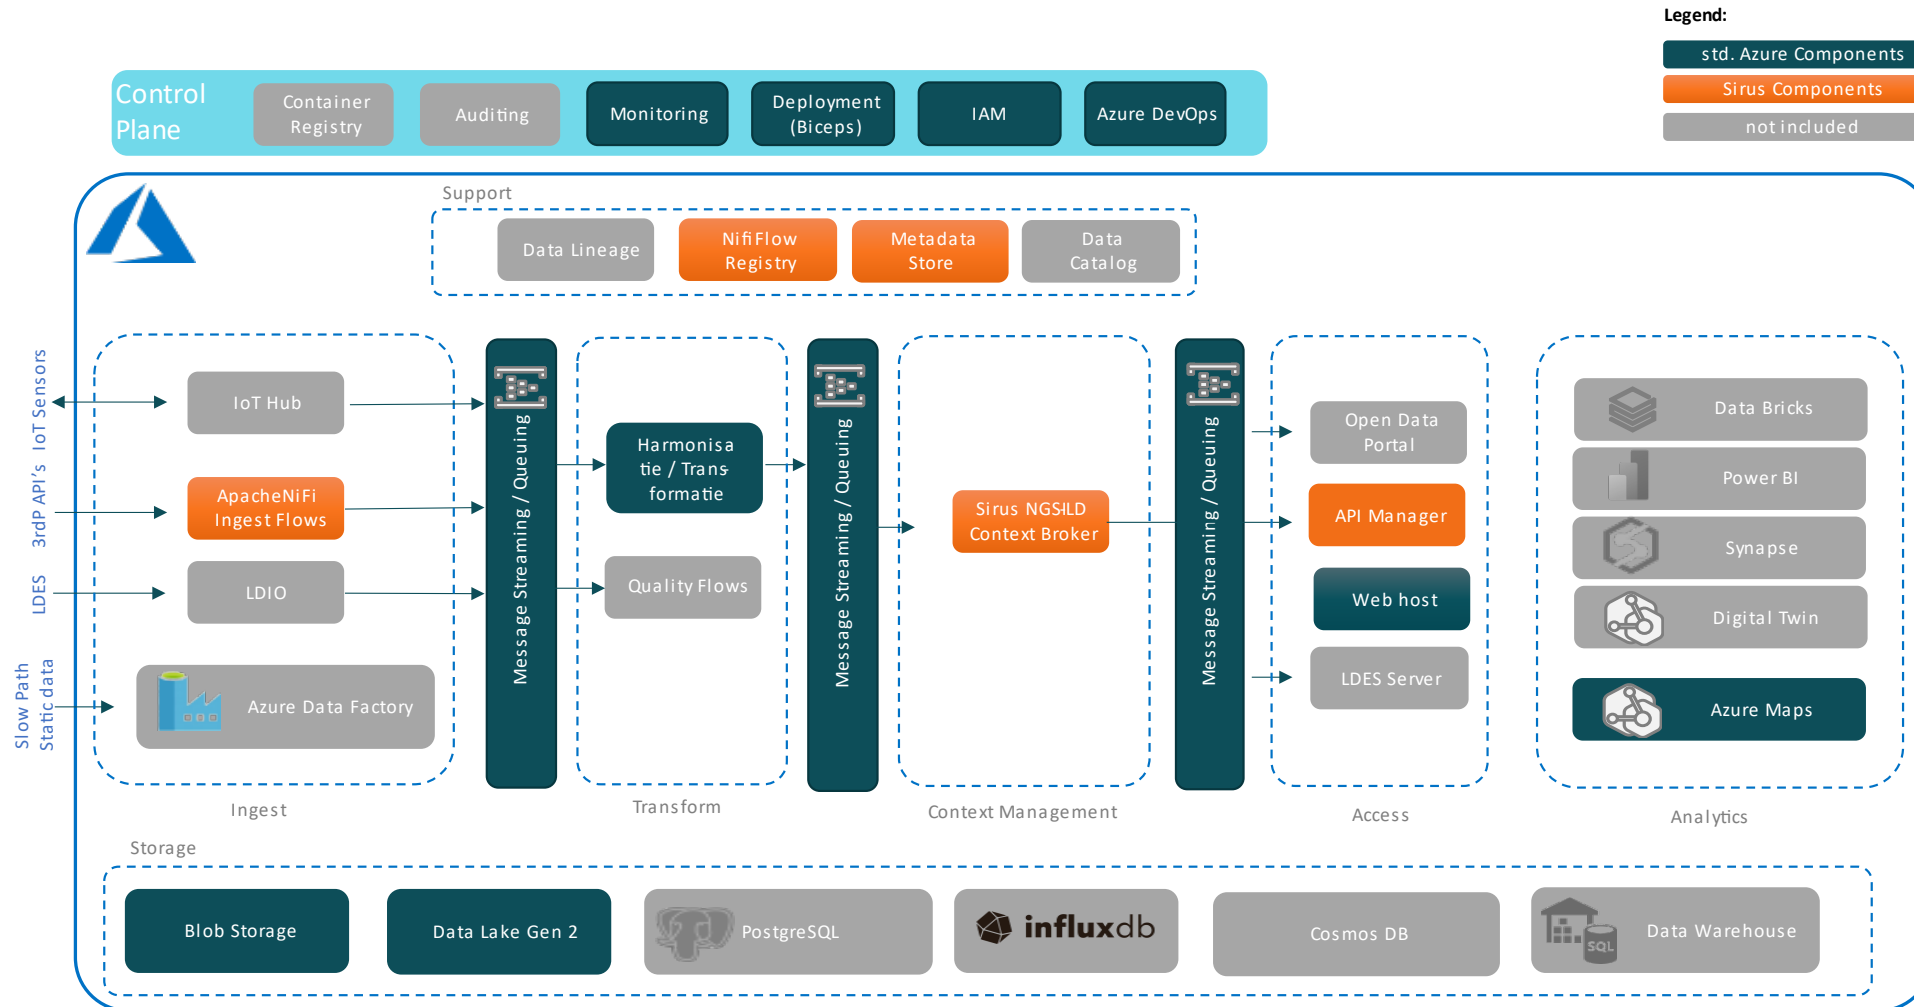 Legend:
std. Azure Components
Sirus Components
not included
Control
Plane
Container
Registry
Auditing
Monitoring
Deployment
(Biceps)
IAM
Azure DevOps
Support
Data Lineage
NifiFlow
Registry
Metadata
Store
Data
Catalog
IoT Sensors
3rdP API's
LDES
Slow Path
Static data
IoT Hub
ApacheNiFi
Ingest Flows
LDIO
Azure Data Factory
Ingest
Message Streaming / Queuing
Harmonisa
tie / Trans-
formatie
Quality Flows
Transform
Message Streaming / Queuing
Sirus NGSI-LD
Context Broker
Context Management
Message Streaming / Queuing
Open Data
Portal
API Manager
Web host
LDES Server
Access
Data Bricks
Power BI
Synapse
Digital Twin
Azure Maps
Analytics
Storage
Blob Storage
Data Lake Gen 2
PostgreSQL
influxdb
Cosmos DB
SQL
Data Warehouse